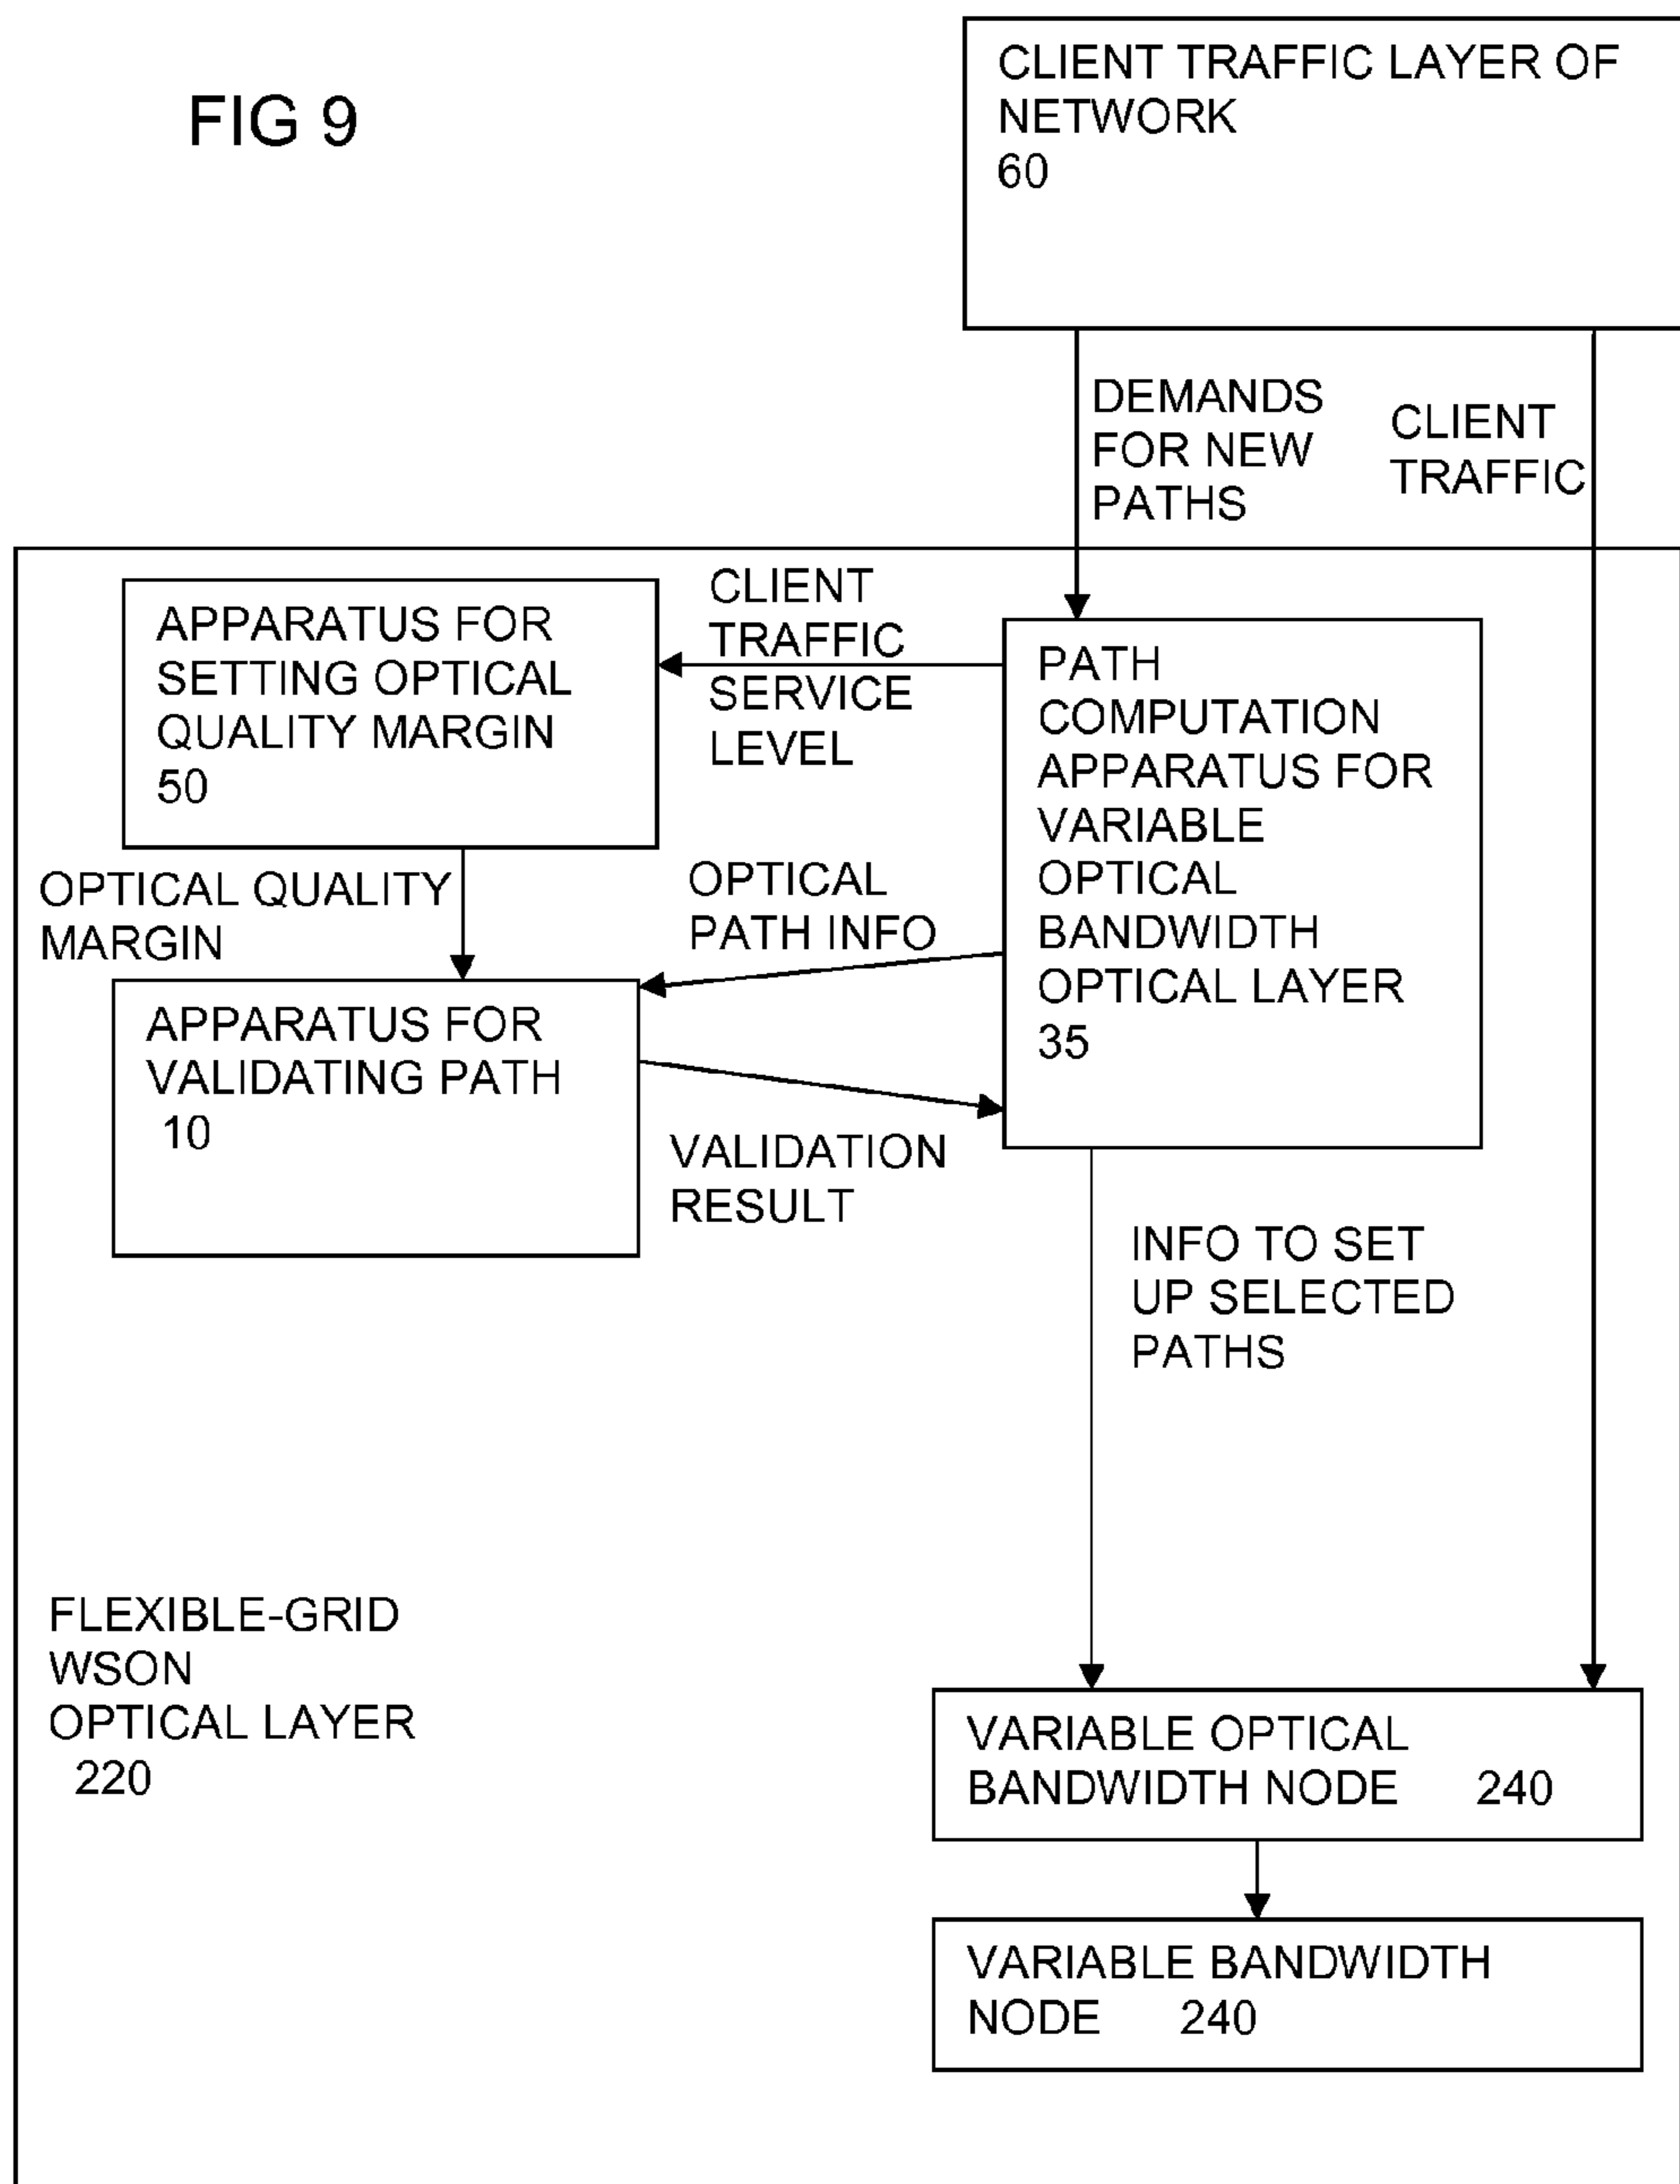 FIG 9
CLIENT TRAFFIC LAYER OF
NETWORK
60
DEMANDS
FOR NEW
PATHS
CLIENT
TRAFFIC
APPARATUS FOR
SETTING OPTICAL
QUALITY MARGIN
50
CLIENT
TRAFFIC
SERVICE
LEVEL
PATH
COMPUTATION
APPARATUS FOR
VARIABLE
OPTICAL
BANDWIDTH
OPTICAL LAYER
35
OPTICAL QUALITY
MARGIN
OPTICAL
PATH INFO
APPARATUS FOR
VALIDATING PATH
10
VALIDATION
RESULT
INFO TO SET
UP SELECTED
PATHS
FLEXIBLE-GRID
WSON
OPTICAL LAYER
220
VARIABLE OPTICAL
BANDWIDTH NODE 240
VARIABLE BANDWIDTH
NODE 240